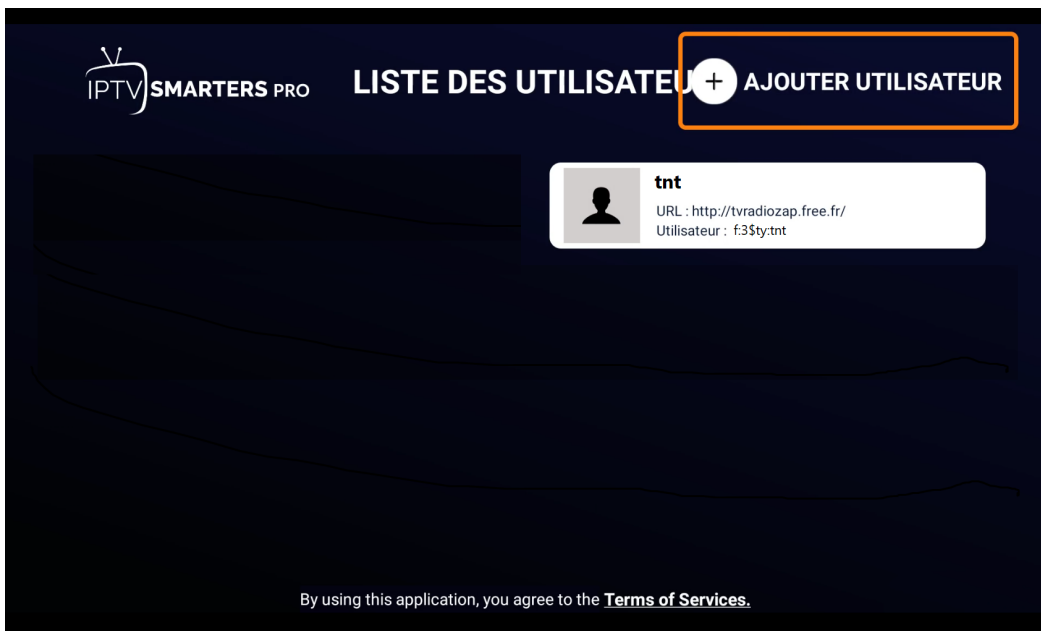 IPTV SMARTERS PRO
LISTE DES UTILISATEU
+ AJOUTER UTILISATEUR
tnt
URL : http://tvradiozap.free.fr/
Utilisateur : f:3$ty:tnt
By using this application, you agree to the Terms of Services.